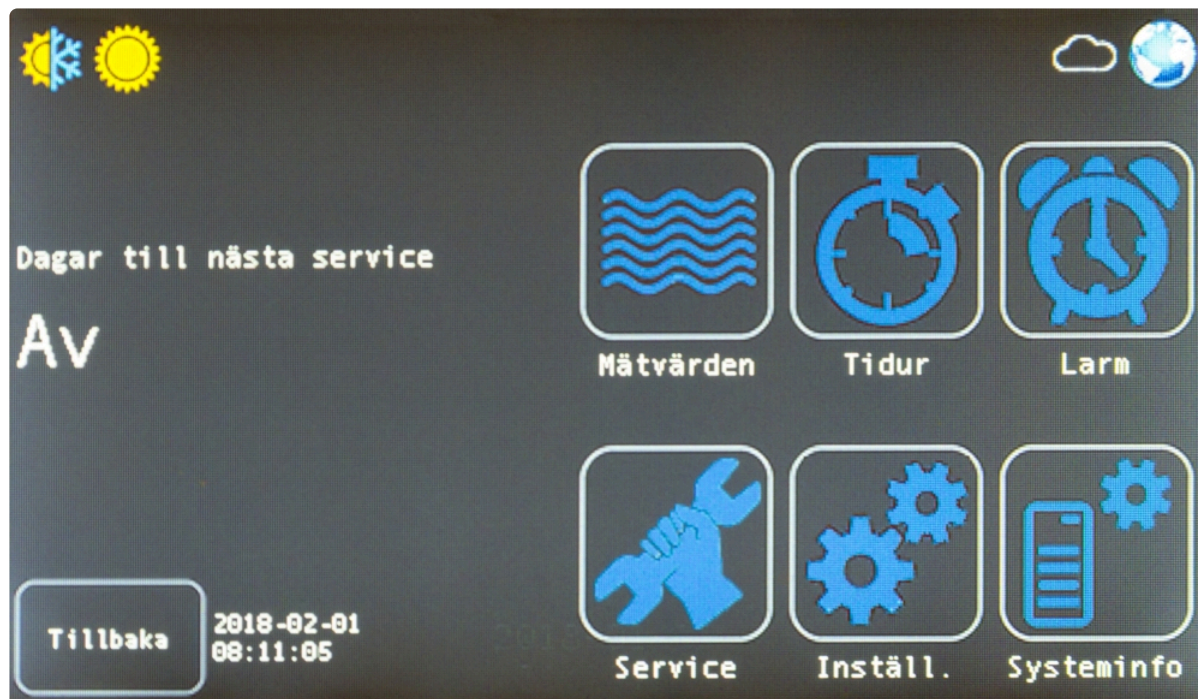 Dagar till nästa service
Av
Mätvärden
Tidur
Larm
Service
Inställ.
Systeminfo
Tillbaka
2018-02-01
08:11:05